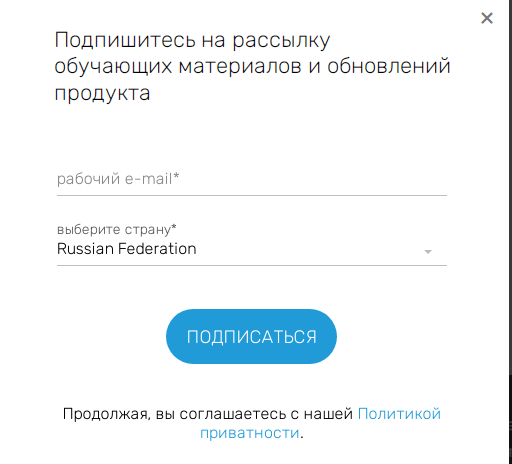 Подпишитесь на рассылку
обучающих материалов и обновлений
продукта
рабочий e-mail*
выберите страну*
Russian Federation
ПОДПИСАТЬСЯ
Продолжая, вы соглашаетесь с нашей Политикой
приватности.